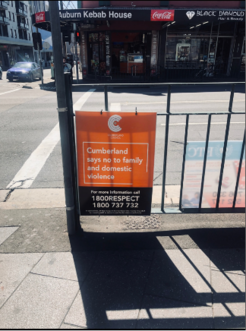 Auburn Kebab House
Coca-Cola
BLACK DIAMOND
C
Cumberland
says no to family
and domestic
violence
For more information call
1800RESPECT
1800 737 732